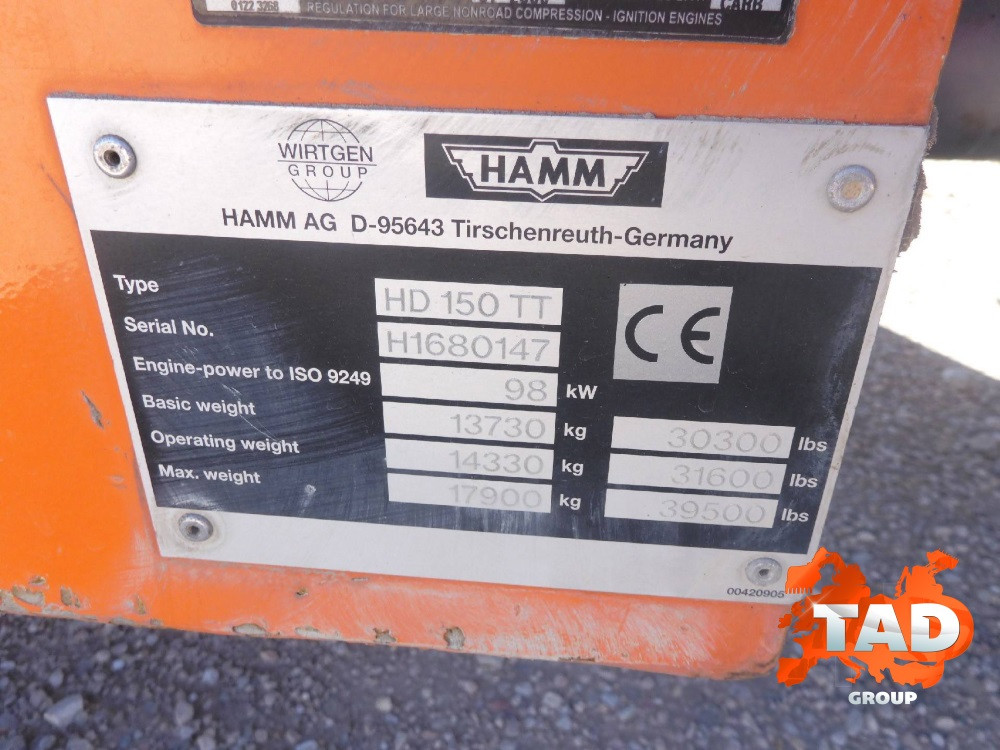 0122 3268
CARB
REGULATION FOR LARGE NONROAD COMPRESSION - IGNITION ENGINES
WIRTGEN
GROUP
HAMM
HAMM AG D-95643 Tirschenreuth-Germany
Type HD 150 TT
Serial No. H1680147
CE
Engine-power to ISO 9249 98 kW
Basic weight 13730 kg 30300 lbs
Operating weight 14330 kg 31600 lbs
Max. weight 17900 kg 39500 lbs
00420905
TAD
GROUP